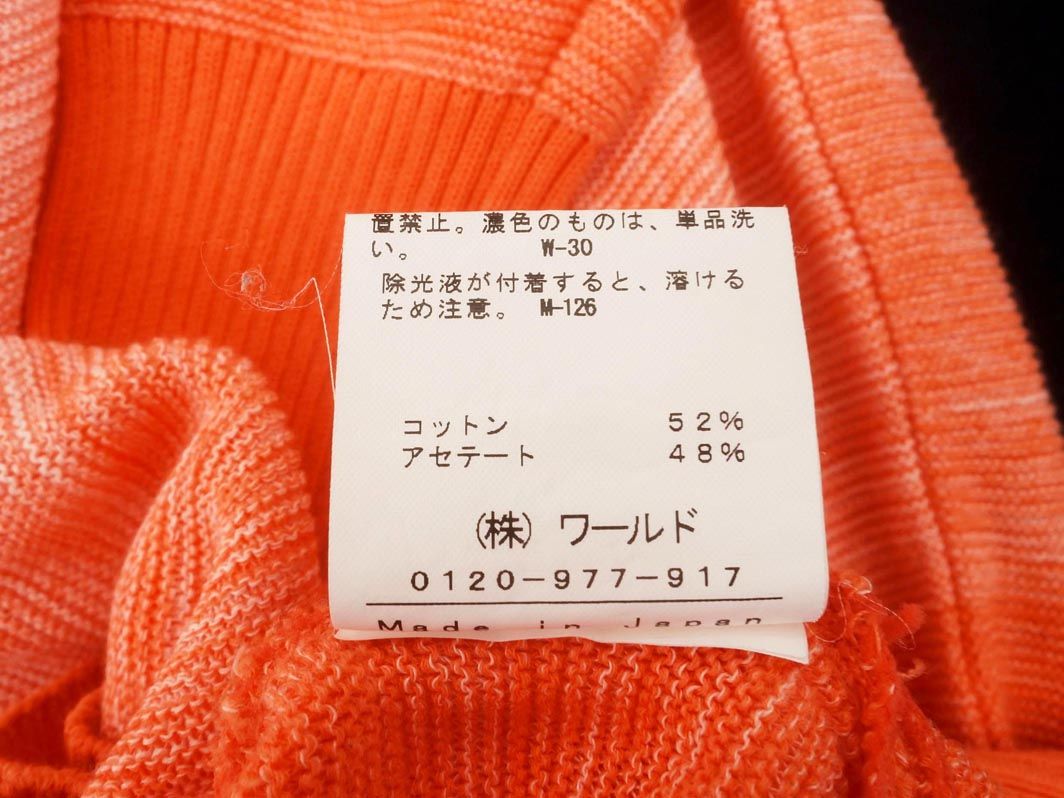 置禁止。濃色のものは、単品洗
い。 W-30
除光液が付着すると、溶ける
ため注意。 M-126
コットン 52%
アセテート 48%
(株) ワールド
0120-977-917
Made in Japan